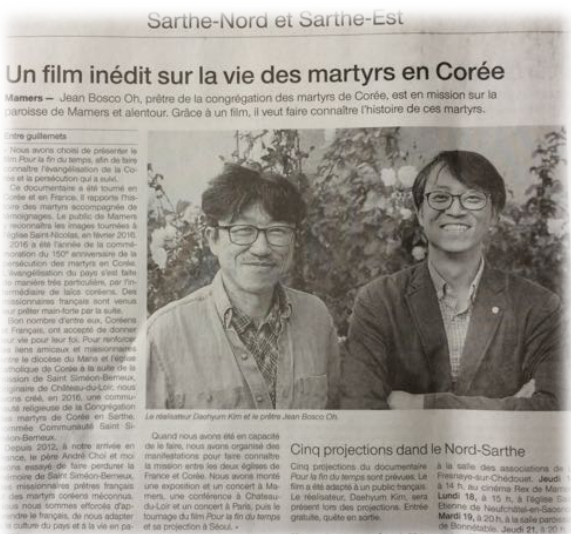 Sarthe-Nord et Sarthe-Est
Un film inédit sur la vie des martyrs en Corée
Mamers — Jean Bosco Oh, prêtre de la congrégation des martyrs de Corée, est en mission sur la
paroisse de Mamers et alentour. Grâce à un film, il veut faire connaître l'histoire de ces martyrs.
Entre guillemets
« Nous avons choisi de présenter le
film Pour la fin du temps, afin de faire
connaître l'évangélisation de la Co-
rée et la persécution qui a suivi.
Ce documentaire a été tourné en
Corée et en France. Il rapporte l'his-
toire des martyrs accompagnée de
témoignages. Le public de Mamers
reconnaîtra les images tournées à
l'église Saint-Nicolas, en février 2016.
2016 a été l'année de la commé-
moration du 150e anniversaire de la
persécution des martyrs en Corée.
L'évangélisation du pays s'est faite
de manière très particulière, par l'in-
termédiaire de laïcs coréens. Des
missionnaires français sont venus
leur prêter main-forte par la suite.
Bon nombre d'entre eux, Coréens
et Français, ont accepté de donner
leur vie pour leur foi. Pour renforcer
les liens amicaux et missionnaires
entre le diocèse du Mans et l'église
catholique de Corée à la suite de la
mission de Saint Siméon-Berneux,
originaire de Château-du-Loir, nous
avons créé, en 2016, une commu-
nauté religieuse de la Congrégation
des martyrs de Corée en Sarthe,
nommée Communauté Saint Si-
méon-Berneux.
Depuis 2012, à notre arrivée en
France, le père André Choi et moi
avons essayé de faire perdurer la
mémoire de Saint Siméon-Berneux,
des missionnaires prêtres français
et des martyrs coréens méconnus.
Nous nous sommes efforcés d'ap-
prendre le français, de nous adapter
à la culture du pays et à la vie en pa-
Le réalisateur Daehyum Kim et le prêtre Jean Bosco Oh.
Quand nous avons été en capacité
de le faire, nous avons organisé des
manifestations pour faire connaître
la mission entre les deux églises de
France et Corée. Nous avons monté
une exposition et un concert à Ma-
mers, une conférence à Chateau-
du-Loir et un concert à Paris, puis le
tournage du film Pour la fin du temps
et sa projection à Séoul. »
Cinq projections dand le Nord-Sarthe
Cinq projections du documentaire
Pour la fin du temps sont prévues. Le
film a été adapté à un public français.
Le réalisateur, Daehyum Kim, sera
présent lors des projections. Entrée
gratuite, quête en sortie.
à la salle des associations de
Fresnaye-sur-Chédouet. Jeudi
à 14 h, au cinéma Rex de Mamers
Lundi 18, à 15 h, à l'église Saint
Etienne de Neufchâtel-en-Saosn
Mardi 19, à 20 h, à la salle parois
de Bonnétable. Jeudi 21, à 20 h